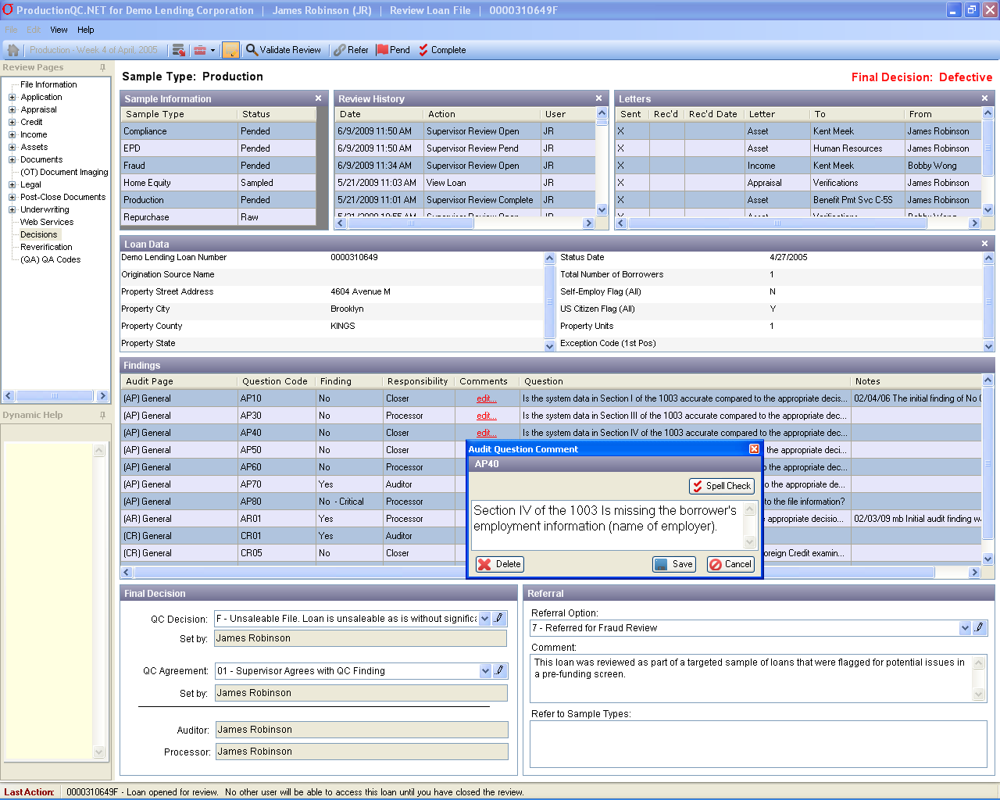 ProductionQC.NET for Demo Lending Corporation | James Robinson (JR) | Review Loan File | 0000310649F
File Edit View Help
Production - Week 4 of April, 2005 Validate Review Refer Pend Complete
Review Pages
File Information
Application
Appraisal
Credit
Income
Assets
Documents
(OT) Document Imaging
Legal
Post-Close Documents
Underwriting
Web Services
Decisions
Reverification
(QA) QA Codes
Dynamic Help
Sample Type: Production
Final Decision: Defective
Sample Information
Sample Type Status
Compliance Pended
EPD Pended
Fraud Pended
Home Equity Sampled
Production Pended
Repurchase Raw
Review History
Date Action User
6/9/2009 11:50 AM Supervisor Review Open JR
6/9/2009 11:50 AM Supervisor Review Pend JR
6/9/2009 11:34 AM Supervisor Review Open JR
5/21/2009 11:03 AM View Loan JR
5/21/2009 11:01 AM Supervisor Review Complete JR
5/21/2009 10:55 AM Supervisor Review Open JR
Letters
Sent Rec'd Rec'd Date Letter To From
X Asset Kent Meek James Robinson
X Asset Human Resources James Robinson
X Income Kent Meek Bobby Wong
X Appraisal Verifications James Robinson
X Asset Benefit Pmt Svc C-5S James Robinson
X Asset Verifications Bobby Wong
Loan Data
Demo Lending Loan Number 0000310649
Origination Source Name
Property Street Address 4604 Avenue M
Property City Brooklyn
Property County KINGS
Property State
Status Date 4/27/2005
Total Number of Borrowers 1
Self-Employ Flag (All) N
US Citizen Flag (All) Y
Property Units 1
Exception Code (1st Pos)
Findings
Audit Page Question Code Finding Responsibility Comments Question Notes
(AP) General AP10 No Closer edit... Is the system data in Section I of the 1003 accurate compared to the appropriate decis... 02/04/06 The initial finding of No
(AP) General AP30 No Processor edit... Is the system data in Section III of the 1003 accurate compared to the appropriate dec...
(AP) General AP40 No Closer edit... Is the system data in Section IV of the 1003 accurate compared to the appropriate dec...
(AP) General AP50 No Closer the appropriate deci...
(AP) General AP60 No Processor to the appropriate dec...
(AP) General AP70 Yes Auditor to the appropriate de...
(AP) General AP80 No - Critical Processor to the file information?
(AR) General AR01 Yes Processor e appropriate decisio... 02/03/09 mb Initial audit finding w
(CR) General CR01 Yes Auditor
(CR) General CR05 No Closer oreign Credit examin...
Audit Question Comment
AP40
Spell Check
Section IV of the 1003 Is missing the borrower's
employment information (name of employer).
Delete Save Cancel
Final Decision
QC Decision: F - Unsaleable File. Loan is unsaleable as is without signific
Set by: James Robinson
QC Agreement: 01 - Supervisor Agrees with QC Finding
Set by: James Robinson
Auditor: James Robinson
Processor: James Robinson
Referral
Referral Option:
7 - Referred for Fraud Review
Comment:
This loan was reviewed as part of a targeted sample of loans that were flagged for potential issues in
a pre-funding screen.
Refer to Sample Types:
Last Action: 0000310649F - Loan opened for review. No other user will be able to access this loan until you have closed the review.